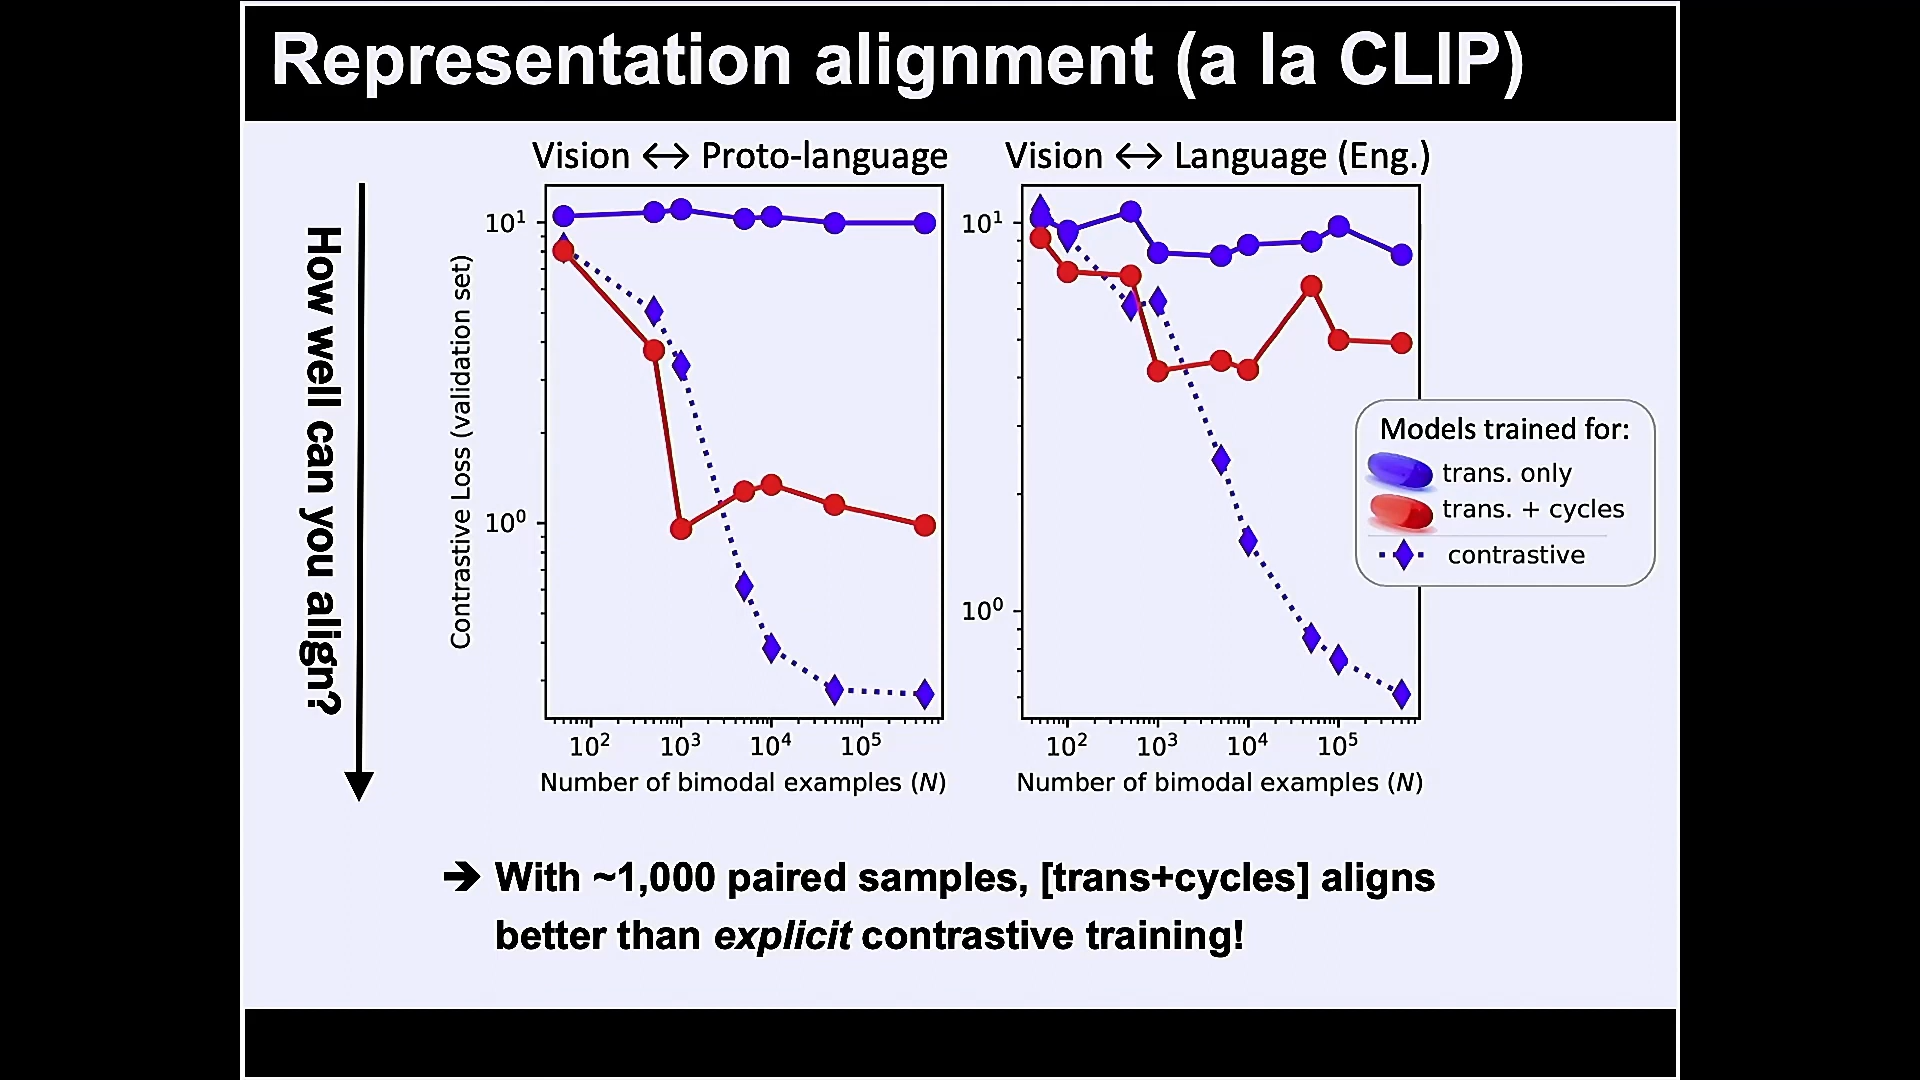 Representation alignment (a la CLIP)
How well can you align?
Vision ↔ Proto-language
Contrastive Loss (validation set)
10¹
10⁰
10² 10³ 10⁴ 10⁵
Number of bimodal examples (N)
Vision ↔ Language (Eng.)
10¹
10⁰
10² 10³ 10⁴ 10⁵
Number of bimodal examples (N)
Models trained for:
trans. only
trans. + cycles
contrastive
➔ With ~1,000 paired samples, [trans+cycles] aligns
better than explicit contrastive training!